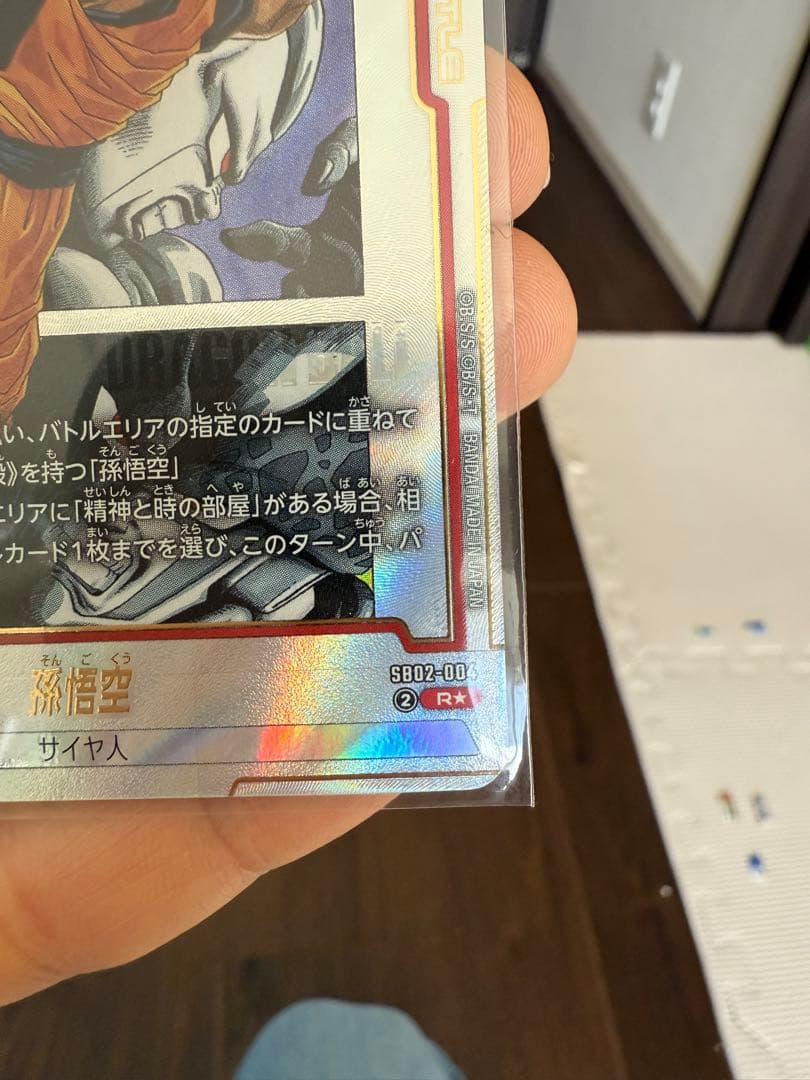 TLE
DRAGON BALL
い、バトルエリアの指定のカードに重ねて
》を持つ「孫悟空」
エリアに「精神と時の部屋」がある場合、相
カード1枚までを選び、このターン中、パ
©B.S/S ©B/S・T BANDAI MADE IN JAPAN
孫悟空
SB02-004
② R★
サイヤ人